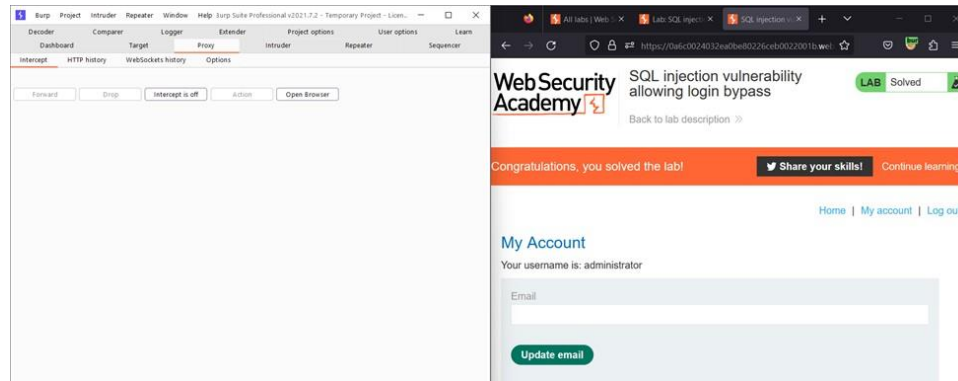 Burp Project Intruder Repeater Window Help Burp Suite Professional v2021.7.2 - Temporary Project - Licen...
Decoder Comparer Logger Extender Project options User options Learn
Dashboard Target Proxy Intruder Repeater Sequencer
Intercept HTTP history WebSockets history Options
Forward Drop Intercept is off Action Open Browser
All labs | Web S Lab: SQL injectio SQL injection vu
https://0a6c0024032ea0be80226ceb0022001b.wel
Web Security
Academy
SQL injection vulnerability
allowing login bypass
LAB Solved
Back to lab description
Congratulations, you solved the lab! Share your skills! Continue learning
Home | My account | Log ou
My Account
Your username is: administrator
Email
Update email